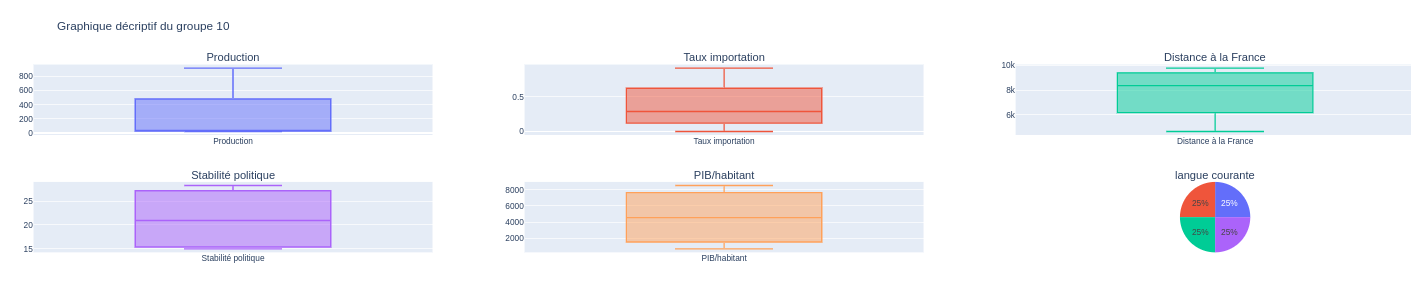 Graphique décriptif du groupe 10
Production
800
600
400
200
0
Production
Taux importation
0.5
0
Taux importation
Distance à la France
10k
8k
6k
Distance à la France
Stabilité politique
25
20
15
Stabilité politique
PIB/habitant
8000
6000
4000
2000
PIB/habitant
langue courante
25% 25%
25% 25%